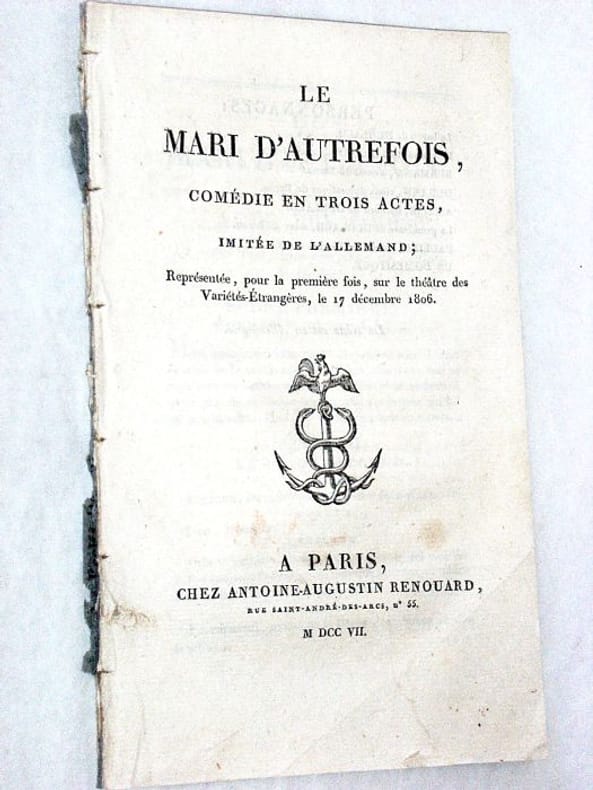 LE
MARI D'AUTREFOIS,
COMÉDIE EN TROIS ACTES,
IMITÉE DE L'ALLEMAND;
Représentée, pour la première fois, sur le théâtre des
Variétés-Étrangères, le 17 décembre 1806.
A PARIS,
CHEZ ANTOINE-AUGUSTIN RENOUARD,
RUE SAINT-ANDRÉ-DES-ARCS, N° 55.
M DCC VII.